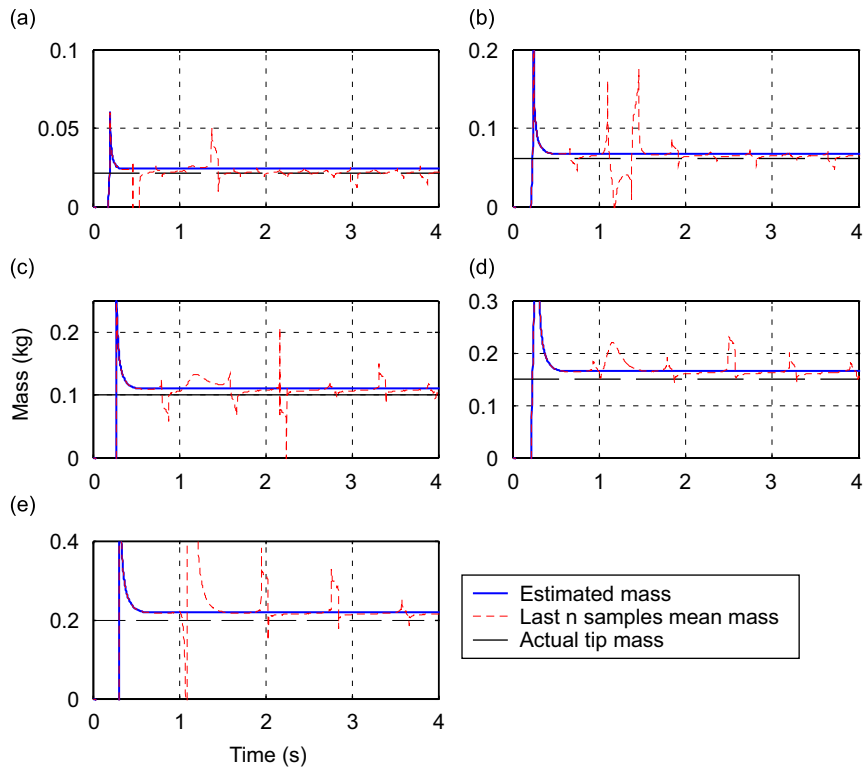 (a)
(b)
0.1
0.05
0
0 1 2 3 4
0.2
0.1
0
0 1 2 3 4
(c)
(d)
Mass (kg)
0.2
0.1
0
0 1 2 3 4
0.3
0.2
0.1
0
0 1 2 3 4
(e)
0.4
0.2
0
0 1 2 3 4
Time (s)
Estimated mass
Last n samples mean mass
Actual tip mass